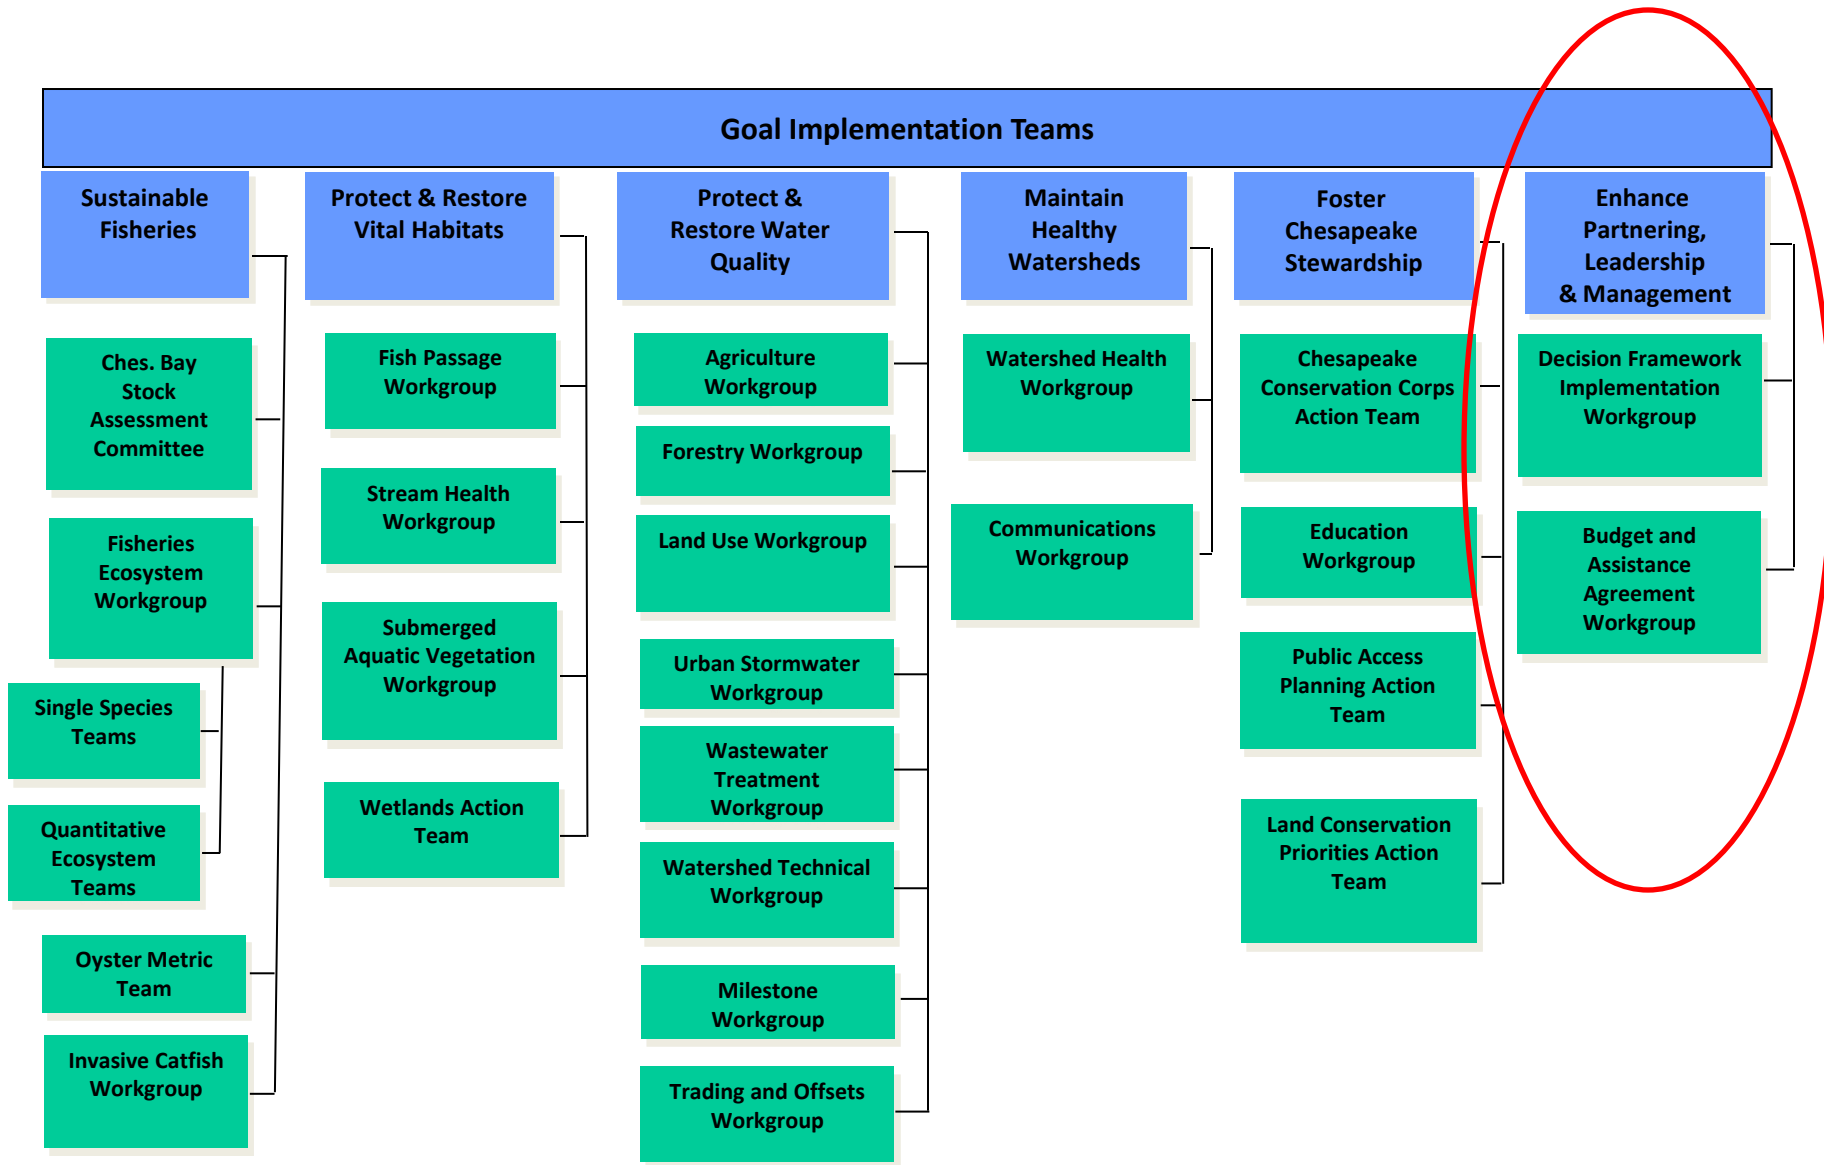 Goal Implementation Teams
Sustainable
Fisheries
Ches. Bay
Stock
Assessment
Committee
Fisheries
Ecosystem
Workgroup
Single Species
Teams
Quantitative
Ecosystem
Teams
Oyster Metric
Team
Invasive Catfish
Workgroup
Protect & Restore
Vital Habitats
Fish Passage
Workgroup
Stream Health
Workgroup
Submerged
Aquatic Vegetation
Workgroup
Wetlands Action
Team
Protect &
Restore Water
Quality
Agriculture
Workgroup
Forestry Workgroup
Land Use Workgroup
Urban Stormwater
Workgroup
Wastewater
Treatment
Workgroup
Watershed Technical
Workgroup
Milestone
Workgroup
Trading and Offsets
Workgroup
Maintain
Healthy
Watersheds
Watershed Health
Workgroup
Communications
Workgroup
Foster
Chesapeake
Stewardship
Chesapeake
Conservation Corps
Action Team
Education
Workgroup
Public Access
Planning Action
Team
Land Conservation
Priorities Action
Team
Enhance
Partnering,
Leadership
& Management
Decision Framework
Implementation
Workgroup
Budget and
Assistance
Agreement
Workgroup